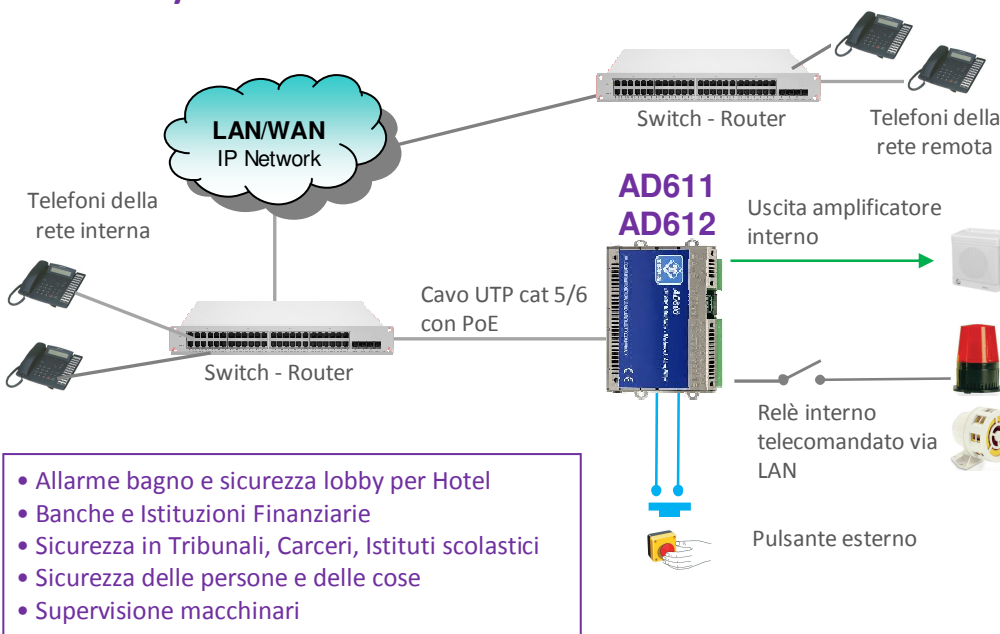 LAN/WAN
IP Network
Switch - Router
Telefoni della
rete remota
Telefoni della
rete interna
AD611
AD612
Uscita amplificatore
interno
Cavo UTP cat 5/6
con PoE
Switch - Router
Relè interno
telecomandato via
LAN
Pulsante esterno
• Allarme bagno e sicurezza lobby per Hotel
• Banche e Istituzioni Finanziarie
• Sicurezza in Tribunali, Carceri, Istituti scolastici
• Sicurezza delle persone e delle cose
• Supervisione macchinari